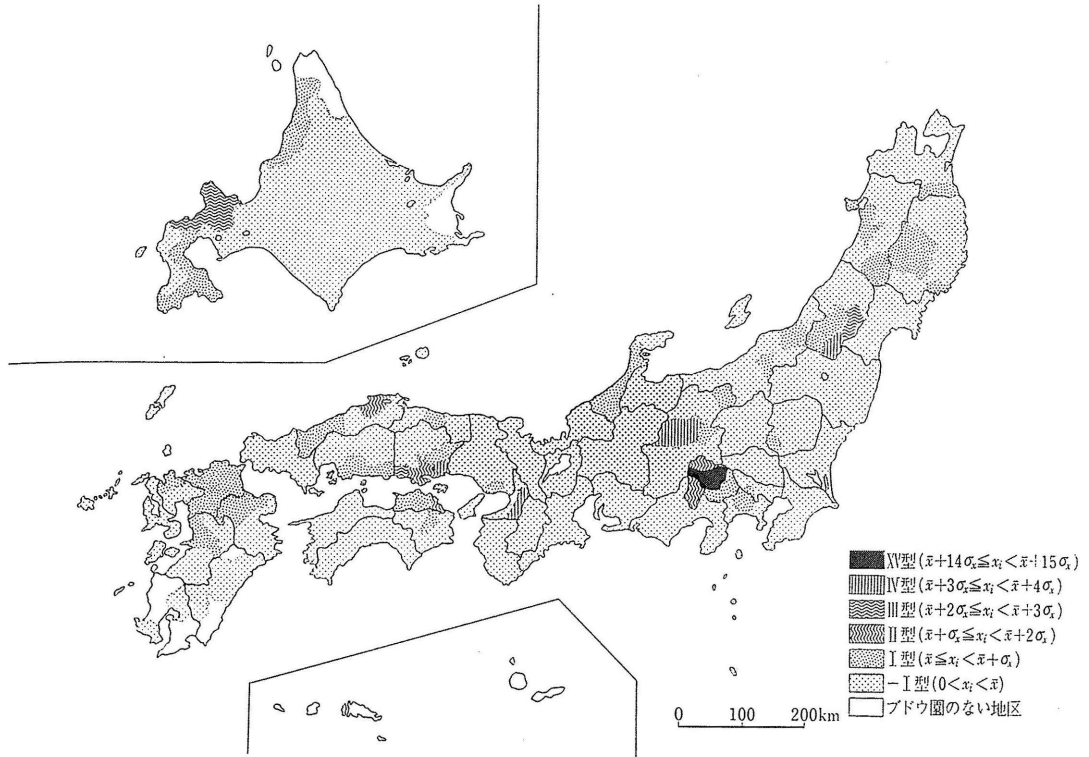 XV型(x̄+14σₓ≦xᵢ<x̄+15σₓ)
Ⅳ型(x̄+3σₓ≦xᵢ<x̄+4σₓ)
Ⅲ型(x̄+2σₓ≦xᵢ<x̄+3σₓ)
Ⅱ型(x̄+σₓ≦xᵢ<x̄+2σₓ)
Ⅰ型(x̄≦xᵢ<x̄+σₓ)
−Ⅰ型(0<xᵢ<x̄)
ブドウ園のない地区
0 100 200km